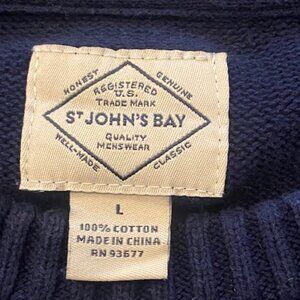 HONEST GENUINE
REGISTERED
U.S.
TRADE MARK
ST JOHN'S BAY
QUALITY
MENSWEAR
WELL-MADE CLASSIC
L
100% COTTON
MADE IN CHINA
RN 93677